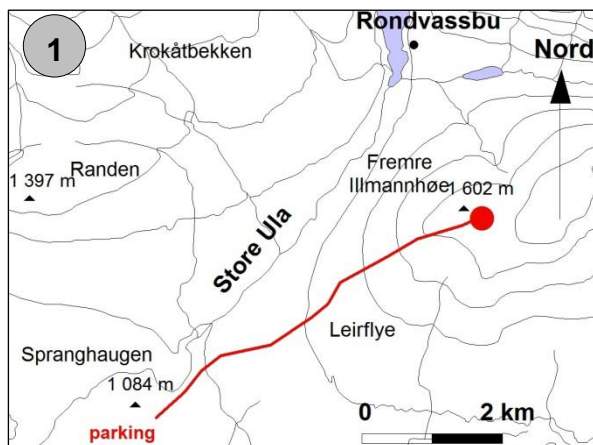 1
Rondvassbu
Krokåtbekken
Nord
Randen
1 397 m
Fremre
Illmannhøe
1 602 m
Store Ula
Leirflye
Spranghaugen
1 084 m
parking
0 2 km